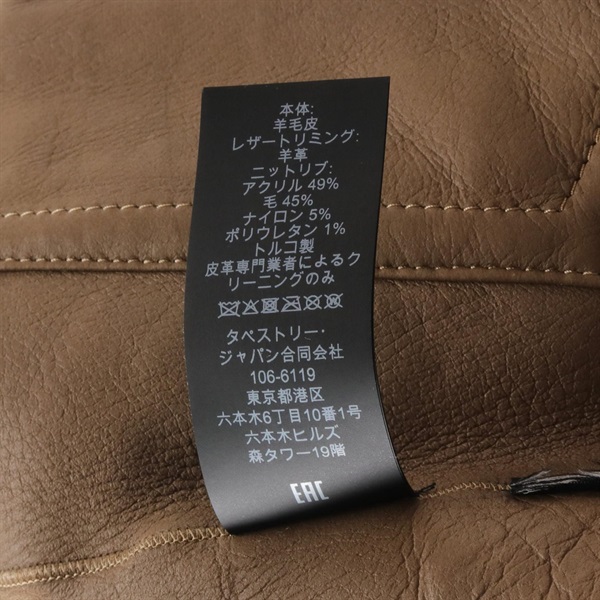 本体:
羊毛皮
レザートリミング:
羊革
ニットリブ:
アクリル 49%
毛 45%
ナイロン 5%
ポリウレタン 1%
トルコ製
皮革専門業者によるク
リーニングのみ
タペストリー・
ジャパン合同会社
106-6119
東京都港区
六本木6丁目10番1号
六本木ヒルズ
森タワー19階
EAC